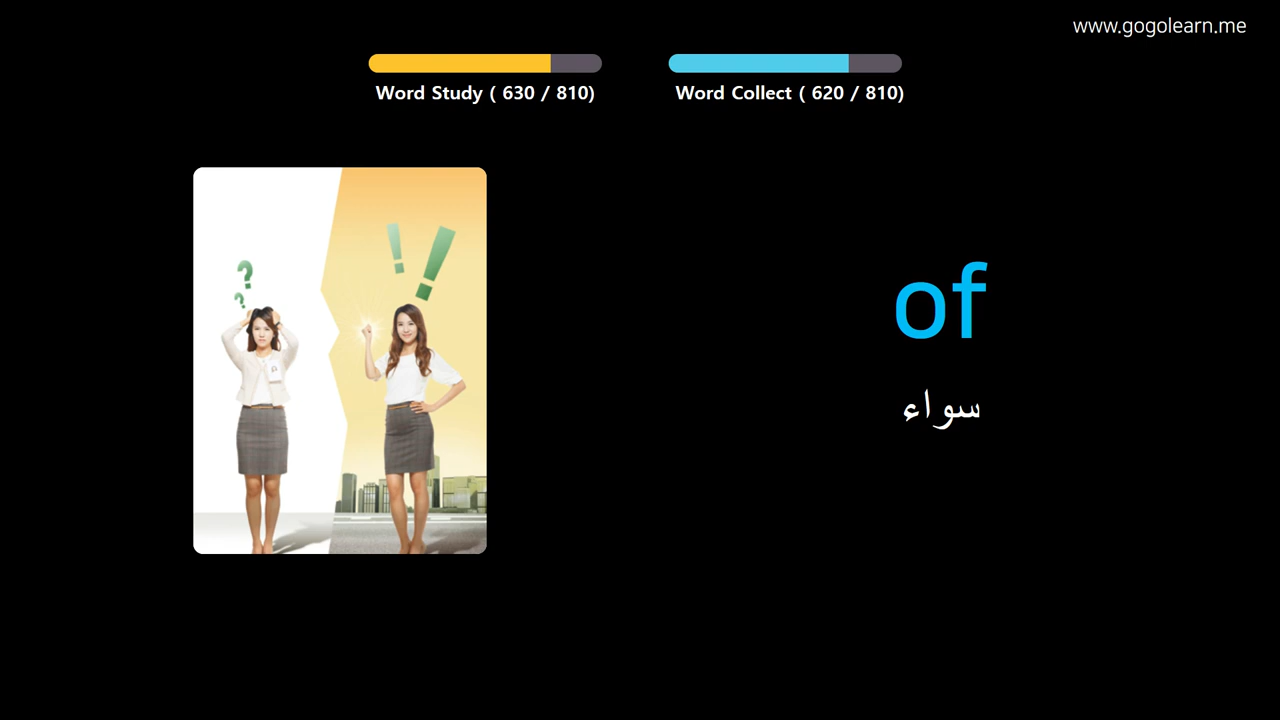 www.gogolearn.me
Word Study ( 630 / 810)
Word Collect ( 620 / 810)
? ?
! !
of
سواء